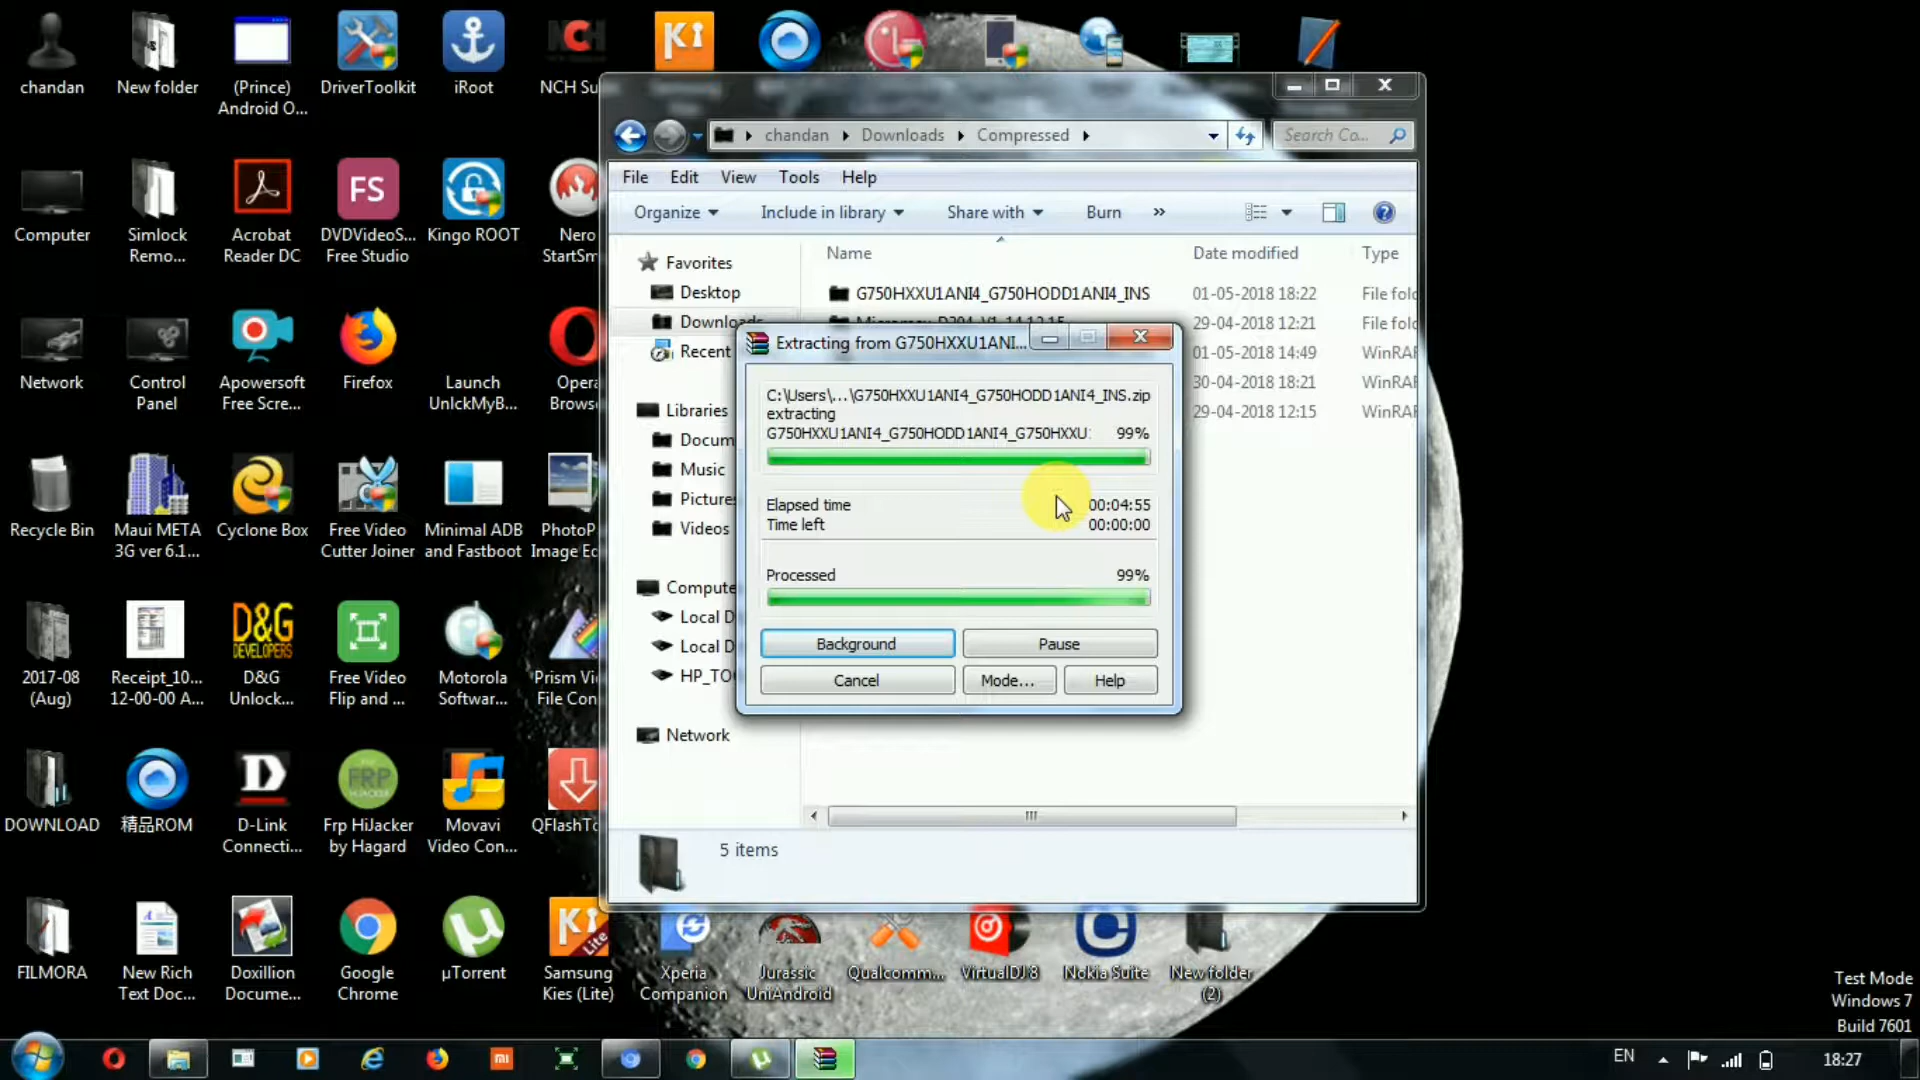 chandan
New folder
(Prince)
Android O...
DriverToolkit
iRoot
NCH Su
Ki
Computer
Simlock
Remo...
Acrobat
Reader DC
FS
DVDVideoS...
Free Studio
Kingo ROOT
Nero
StartSm
Network
Control
Panel
Apowersoft
Free Scre...
Firefox
Launch
UnlckMyB...
Opera
Brows
Recycle Bin
Maui META
3G ver 6.1...
Cyclone Box
Free Video
Cutter Joiner
Minimal ADB
and Fastboot
PhotoP
Image Ed
2017-08
(Aug)
Receipt_10...
12-00-00 A...
D&G
DEVELOPERS
D&G
Unlock...
Free Video
Flip and ...
Motorola
Softwar...
Prism Vi
File Con
DOWNLOAD
精品ROM
D
D-Link
Connecti...
FRP
HIJACKER
Frp HiJacker
by Hagard
Movavi
Video Con...
QFlashTo
FILMORA
New Rich
Text Doc...
Doxillion
Docume...
Google
Chrome
µTorrent
Ki
Lite
Samsung
Kies (Lite)
Xperia
Companion
Jurassic
UniAndroid
Qualcomm...
VirtualDJ 8
Nokia Suite
New folder
(2)
chandan
Downloads
Compressed
Search Co...
File
Edit
View
Tools
Help
Organize
Include in library
Share with
Burn
»
Name
Date modified
Type
Favorites
Desktop
Downloads
Recent
Libraries
Docum
Music
Pictures
Videos
Compute
Local D
Local D
HP_TO
Network
G750HXXU1ANI4_G750HODD1ANI4_INS
01-05-2018 18:22
File fold
Micromax_D304_V1_14.12.15
29-04-2018 12:21
File fold
01-05-2018 14:49
WinRAR
30-04-2018 18:21
WinRAR
29-04-2018 12:15
WinRAR
5 items
Extracting from G750HXXU1ANI...
C:\Users\...\G750HXXU1ANI4_G750HODD1ANI4_INS.zip
extracting
G750HXXU1ANI4_G750HODD1ANI4_G750HXXU 99%
Elapsed time 00:04:55
Time left 00:00:00
Processed 99%
Background
Pause
Cancel
Mode...
Help
Test Mode
Windows 7
Build 7601
EN
18:27